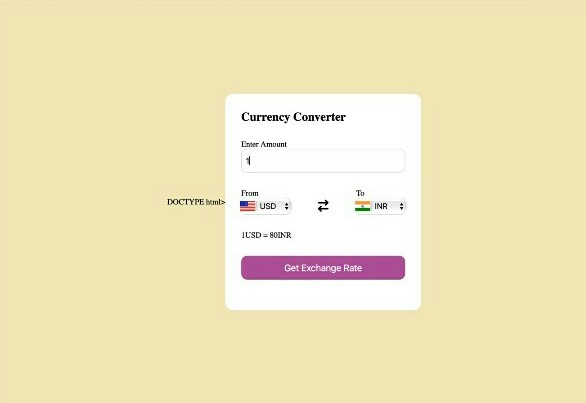 Currency Converter
Enter Amount
1
From
To
DOCTYPE html>
USD
INR
1USD = 80INR
Get Exchange Rate